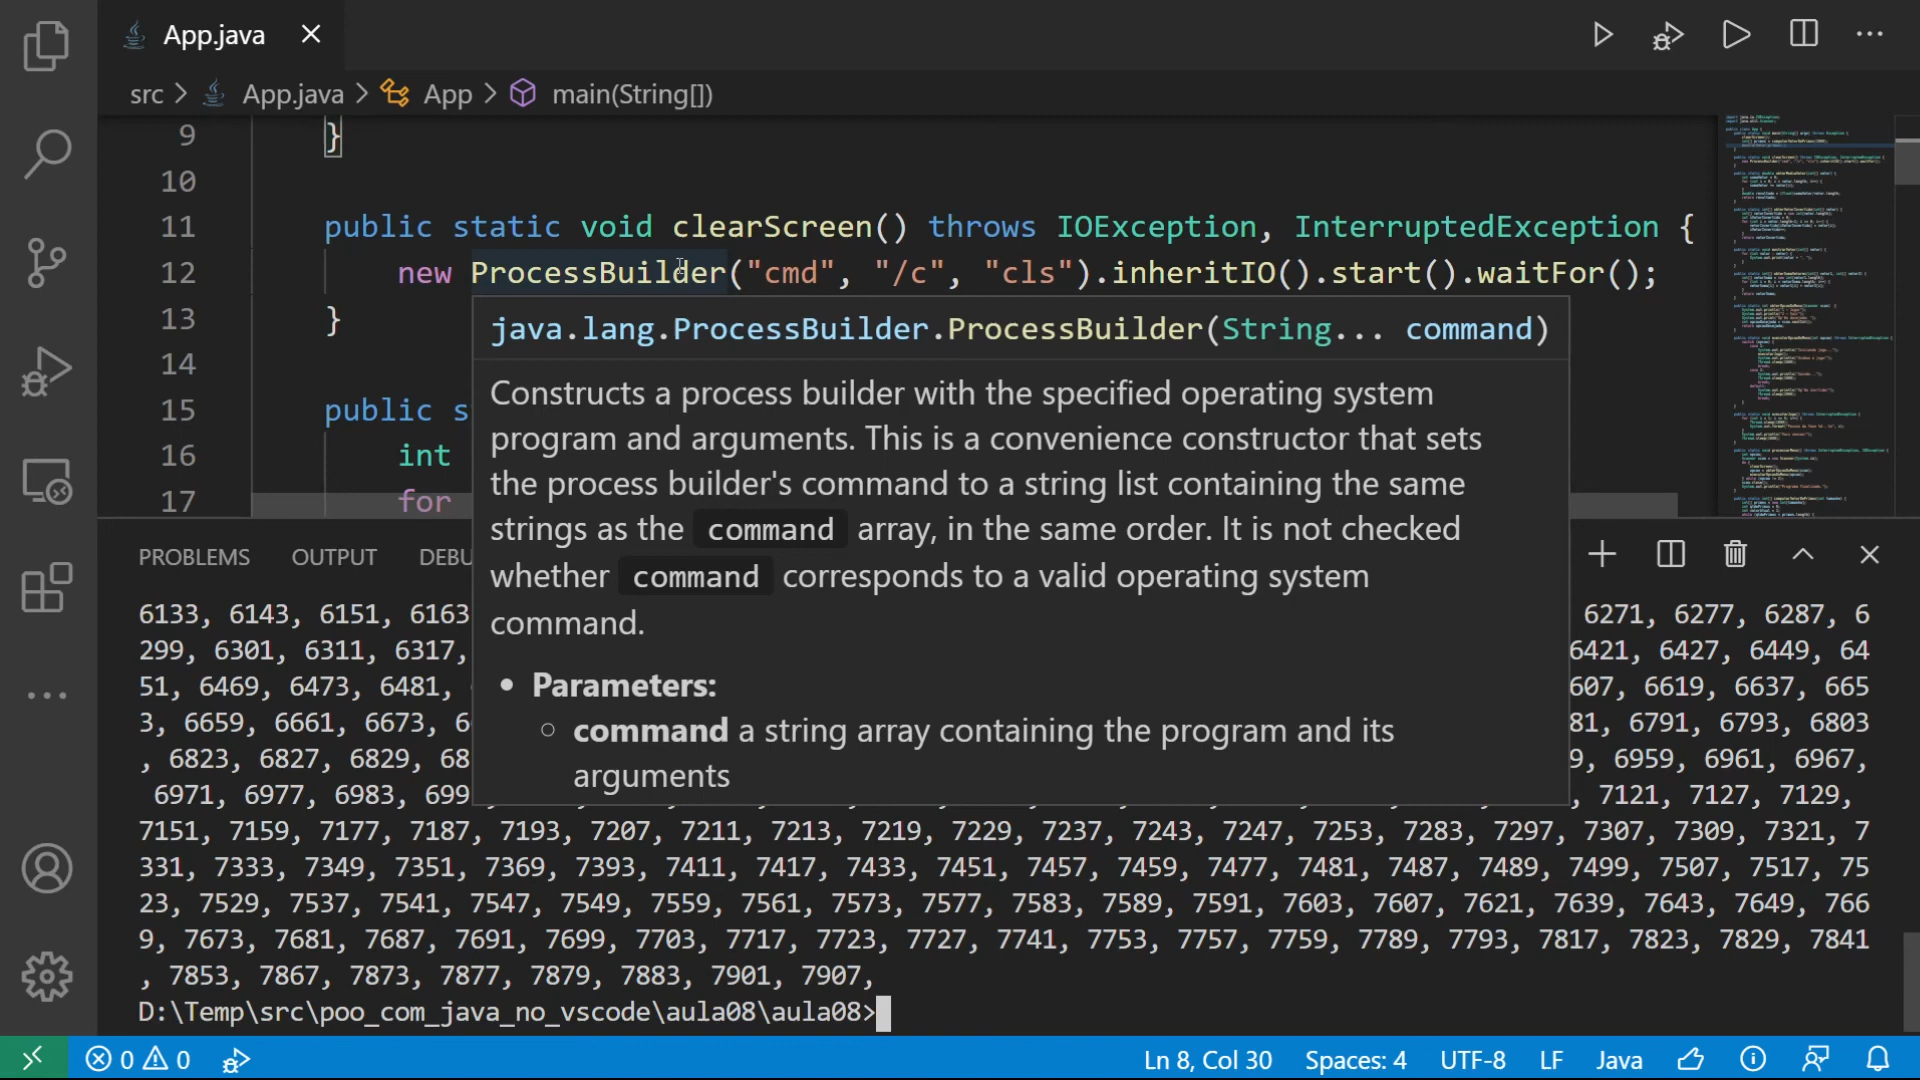 App.java
src > App.java > App > main(String[])
9 }
10
11 public static void clearScreen() throws IOException, InterruptedException {
12 new ProcessBuilder("cmd", "/c", "cls").inheritIO().start().waitFor();
13 }
14
15 public s
16 int
17 for
java.lang.ProcessBuilder.ProcessBuilder(String... command)
Constructs a process builder with the specified operating system
program and arguments. This is a convenience constructor that sets
the process builder's command to a string list containing the same
strings as the command array, in the same order. It is not checked
whether command corresponds to a valid operating system
command.
• Parameters:
○ command a string array containing the program and its
arguments
PROBLEMS OUTPUT DEBU
6133, 6143, 6151, 6163 6271, 6277, 6287, 6
299, 6301, 6311, 6317, 6421, 6427, 6449, 64
51, 6469, 6473, 6481, 607, 6619, 6637, 665
3, 6659, 6661, 6673, 6 81, 6791, 6793, 6803
, 6823, 6827, 6829, 68 9, 6959, 6961, 6967,
6971, 6977, 6983, 699 , 7121, 7127, 7129,
7151, 7159, 7177, 7187, 7193, 7207, 7211, 7213, 7219, 7229, 7237, 7243, 7247, 7253, 7283, 7297, 7307, 7309, 7321, 7
331, 7333, 7349, 7351, 7369, 7393, 7411, 7417, 7433, 7451, 7457, 7459, 7477, 7481, 7487, 7489, 7499, 7507, 7517, 75
23, 7529, 7537, 7541, 7547, 7549, 7559, 7561, 7573, 7577, 7583, 7589, 7591, 7603, 7607, 7621, 7639, 7643, 7649, 766
9, 7673, 7681, 7687, 7691, 7699, 7703, 7717, 7723, 7727, 7741, 7753, 7757, 7759, 7789, 7793, 7817, 7823, 7829, 7841
, 7853, 7867, 7873, 7877, 7879, 7883, 7901, 7907,
D:\Temp\src\poo_com_java_no_vscode\aula08\aula08>
0 0 Ln 8, Col 30 Spaces: 4 UTF-8 LF Java